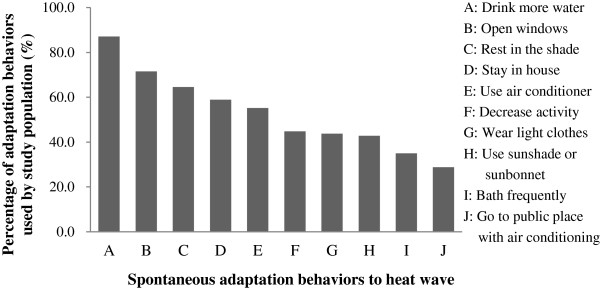 Percentage of adaptation behaviors
used by study population (%)
100.0
80.0
60.0
40.0
20.0
0.0
A B C D E F G H I J
Spontaneous adaptation behaviors to heat wave
A: Drink more water
B: Open windows
C: Rest in the shade
D: Stay in house
E: Use air conditioner
F: Decrease activity
G: Wear light clothes
H: Use sunshade or
sunbonnet
I: Bath frequently
J: Go to public place
with air conditioning